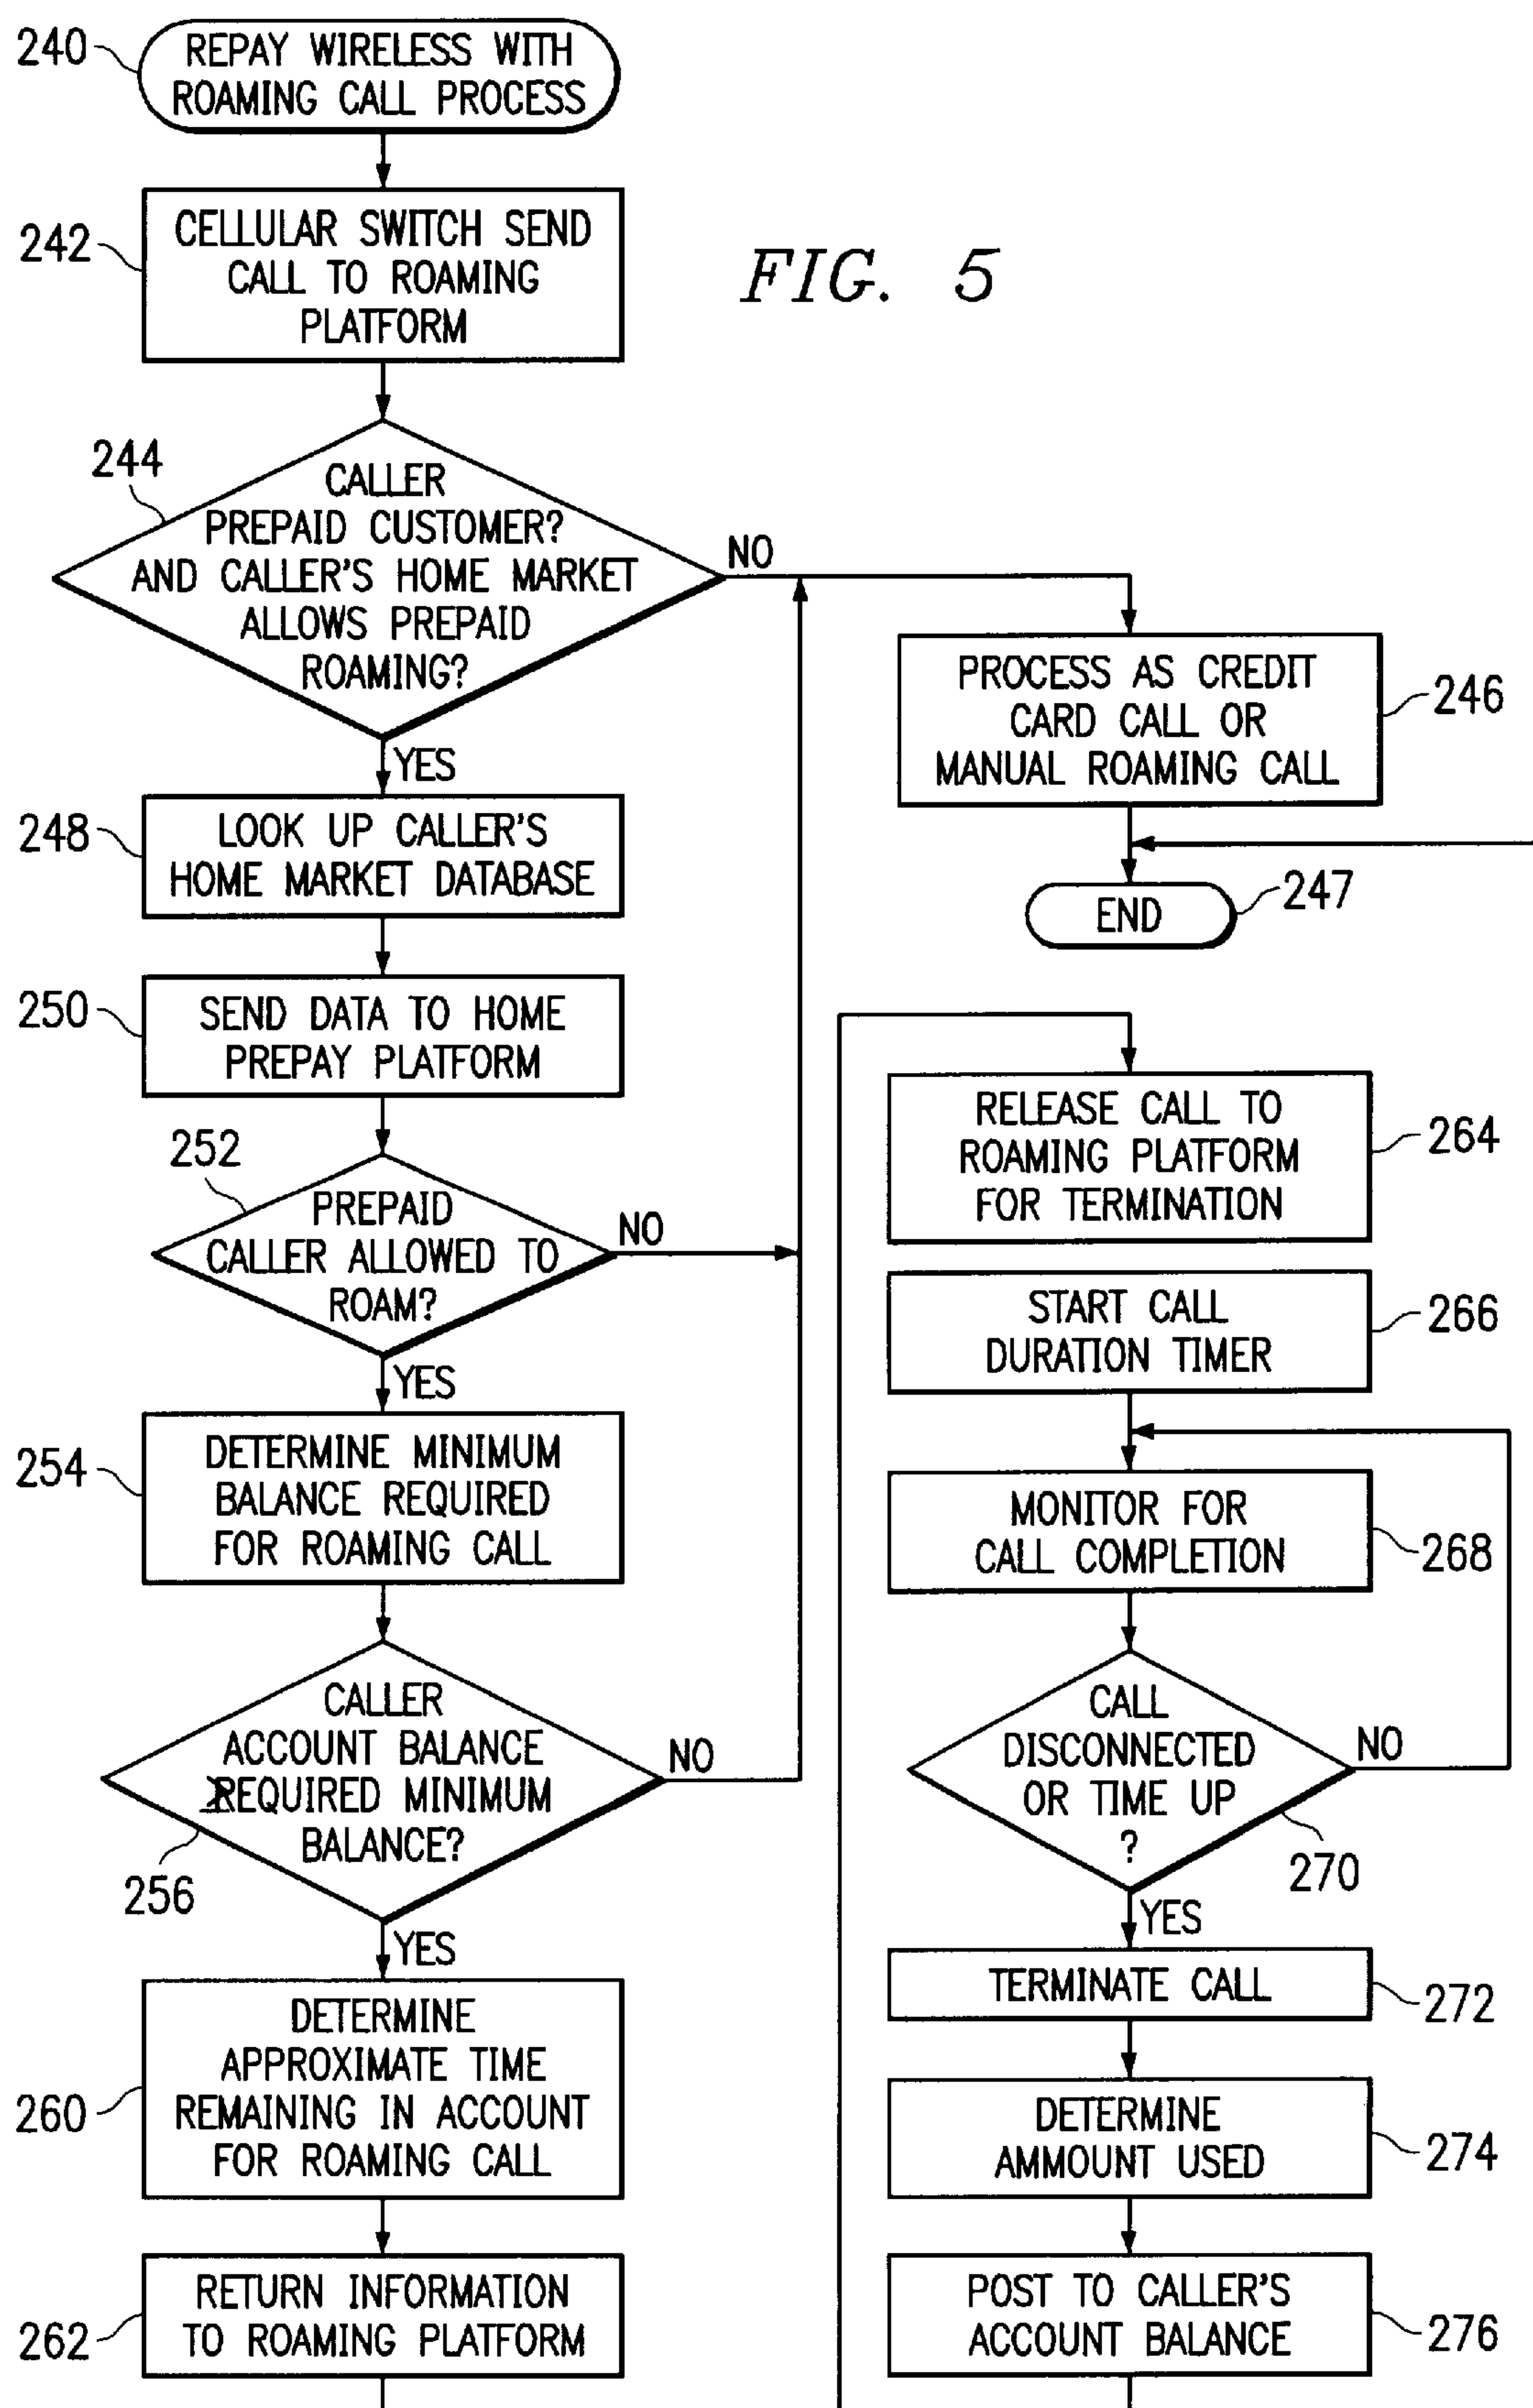 240
REPAY WIRELESS WITH
ROAMING CALL PROCESS
242
CELLULAR SWITCH SEND
CALL TO ROAMING
PLATFORM
FIG. 5
244
CALLER
PREPAID CUSTOMER?
AND CALLER'S HOME MARKET
ALLOWS PREPAID
ROAMING?
NO
YES
PROCESS AS CREDIT
CARD CALL OR
MANUAL ROAMING CALL
246
END
247
248
LOOK UP CALLER'S
HOME MARKET DATABASE
250
SEND DATA TO HOME
PREPAY PLATFORM
252
PREPAID
CALLER ALLOWED TO
ROAM?
NO
YES
254
DETERMINE MINIMUM
BALANCE REQUIRED
FOR ROAMING CALL
CALLER
ACCOUNT BALANCE
≥REQUIRED MINIMUM
BALANCE?
256
NO
YES
260
DETERMINE
APPROXIMATE TIME
REMAINING IN ACCOUNT
FOR ROAMING CALL
262
RETURN INFORMATION
TO ROAMING PLATFORM
RELEASE CALL TO
ROAMING PLATFORM
FOR TERMINATION
264
START CALL
DURATION TIMER
266
MONITOR FOR
CALL COMPLETION
268
CALL
DISCONNECTED
OR TIME UP
?
NO
270
YES
TERMINATE CALL
272
DETERMINE
AMMOUNT USED
274
POST TO CALLER'S
ACCOUNT BALANCE
276